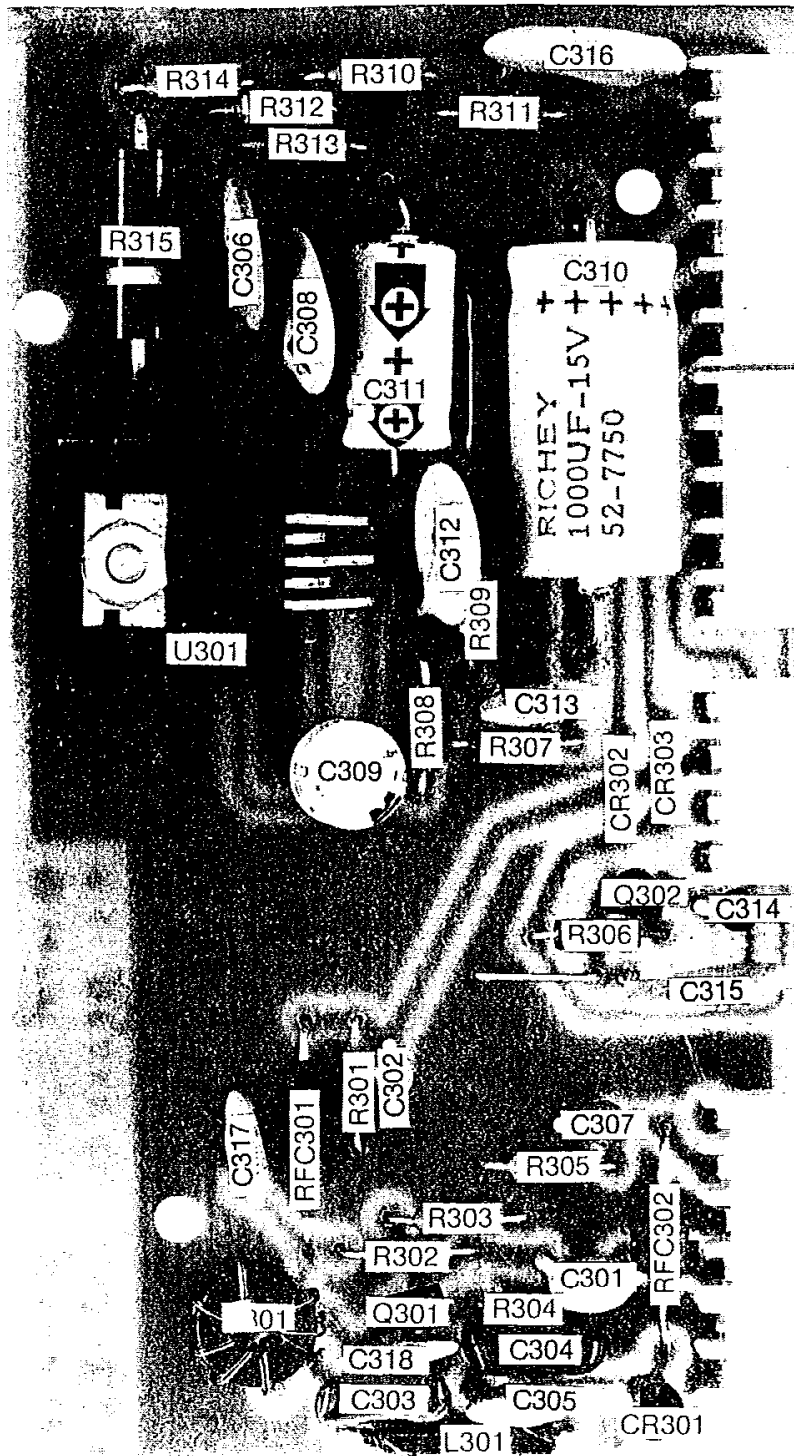 C316
R314
R310
R312
R311
R313
R315
C306
C308
C310
+ + + + +
+
+
+
C311
+
RICHEY
1000UF-15V
52-7750
C312
R309
U301
C313
R308
R307
C309
CR302
CR303
Q302
C314
R306
C315
R301
C302
C317
RFC301
C307
R305
R303
RFC302
R302
C301
Q301
R304
C318
C304
C303
C305
L301
CR301